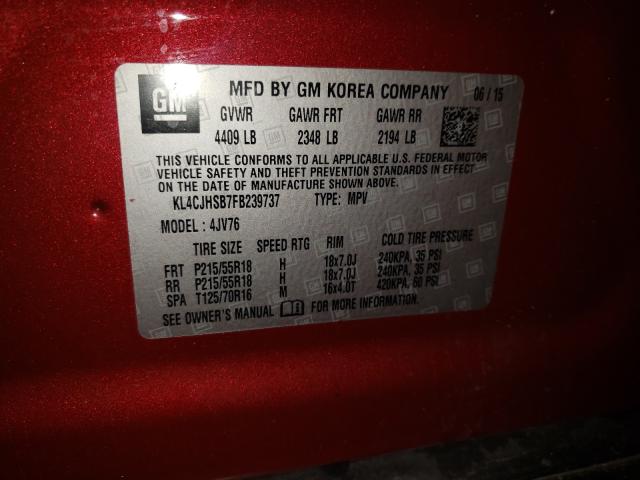 GM
MFD BY GM KOREA COMPANY 06/15
GVWR GAWR FRT GAWR RR
4409 LB 2348 LB 2194 LB
THIS VEHICLE CONFORMS TO ALL APPLICABLE U.S. FEDERAL MOTOR
VEHICLE SAFETY AND THEFT PREVENTION STANDARDS IN EFFECT
ON THE DATE OF MANUFACTURE SHOWN ABOVE.
KL4CJHSB7FB239737 TYPE: MPV
MODEL: 4JV76
TIRE SIZE SPEED RTG RIM COLD TIRE PRESSURE
FRT P215/55R18 H 18x7.0J 240KPA, 35 PSI
RR P215/55R18 H 18x7.0J 240KPA, 35 PSI
SPA T125/70R16 M 16x4.0T 420KPA, 60 PSI
SEE OWNER'S MANUAL FOR MORE INFORMATION.